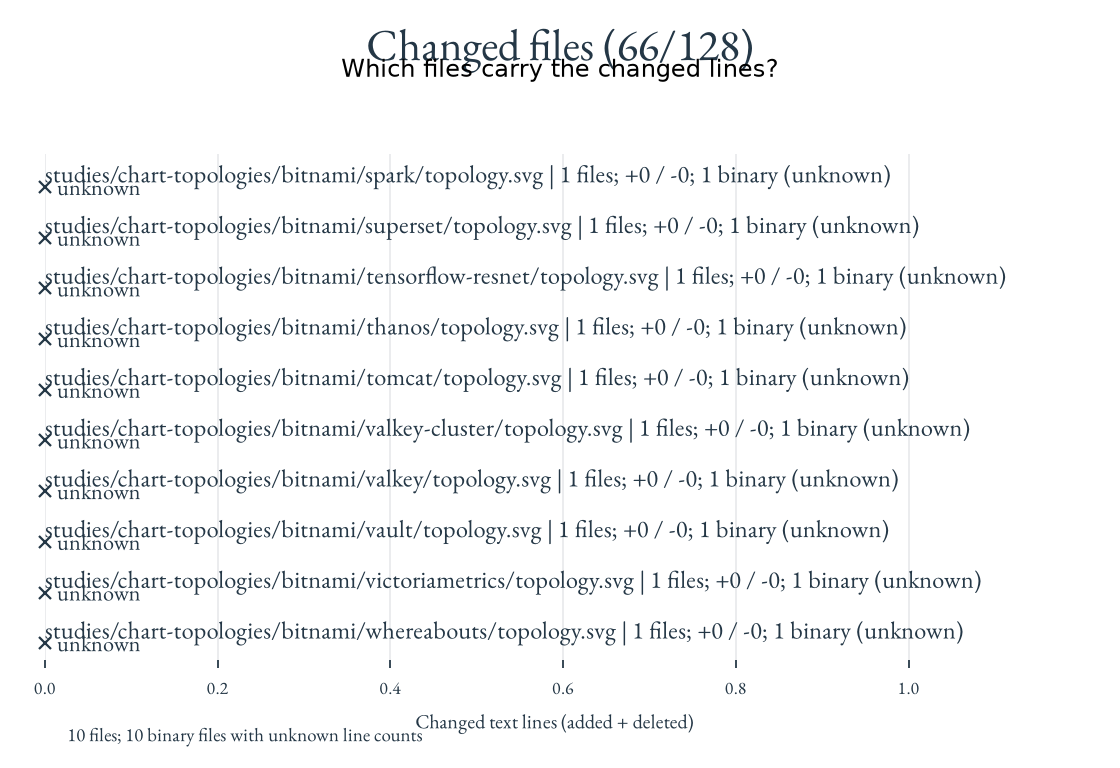 Changed files (66/128)
Which files carry the changed lines?
studies/chart-topologies/bitnami/spark/topology.svg | 1 files; +0 / -0; 1 binary (unknown)
unknown
studies/chart-topologies/bitnami/superset/topology.svg | 1 files; +0 / -0; 1 binary (unknown)
unknown
studies/chart-topologies/bitnami/tensorflow-resnet/topology.svg | 1 files; +0 / -0; 1 binary (unknown)
unknown
studies/chart-topologies/bitnami/thanos/topology.svg | 1 files; +0 / -0; 1 binary (unknown)
unknown
studies/chart-topologies/bitnami/tomcat/topology.svg | 1 files; +0 / -0; 1 binary (unknown)
unknown
studies/chart-topologies/bitnami/valkey-cluster/topology.svg | 1 files; +0 / -0; 1 binary (unknown)
unknown
studies/chart-topologies/bitnami/valkey/topology.svg | 1 files; +0 / -0; 1 binary (unknown)
unknown
studies/chart-topologies/bitnami/vault/topology.svg | 1 files; +0 / -0; 1 binary (unknown)
unknown
studies/chart-topologies/bitnami/victoriametrics/topology.svg | 1 files; +0 / -0; 1 binary (unknown)
unknown
studies/chart-topologies/bitnami/whereabouts/topology.svg | 1 files; +0 / -0; 1 binary (unknown)
unknown
0.0 0.2 0.4 0.6 0.8 1.0
Changed text lines (added + deleted)
10 files; 10 binary files with unknown line counts